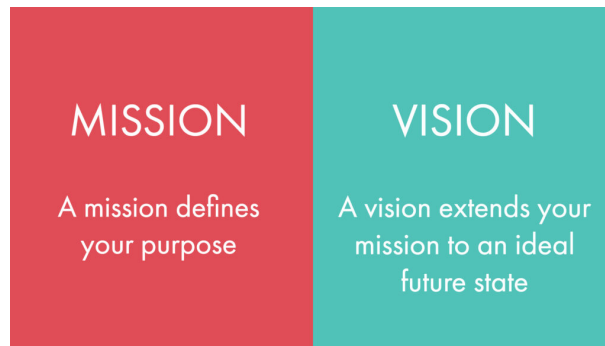 MISSION
A mission defines
your purpose
VISION
A vision extends your
mission to an ideal
future state